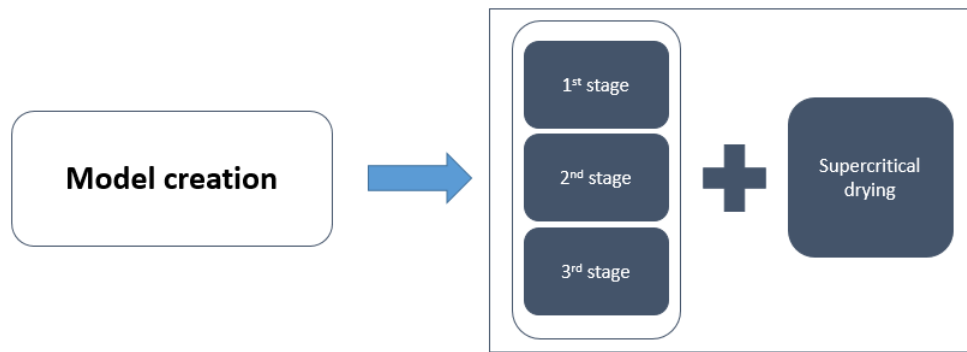 Model creation
1st stage
2nd stage
3rd stage
Supercritical
drying